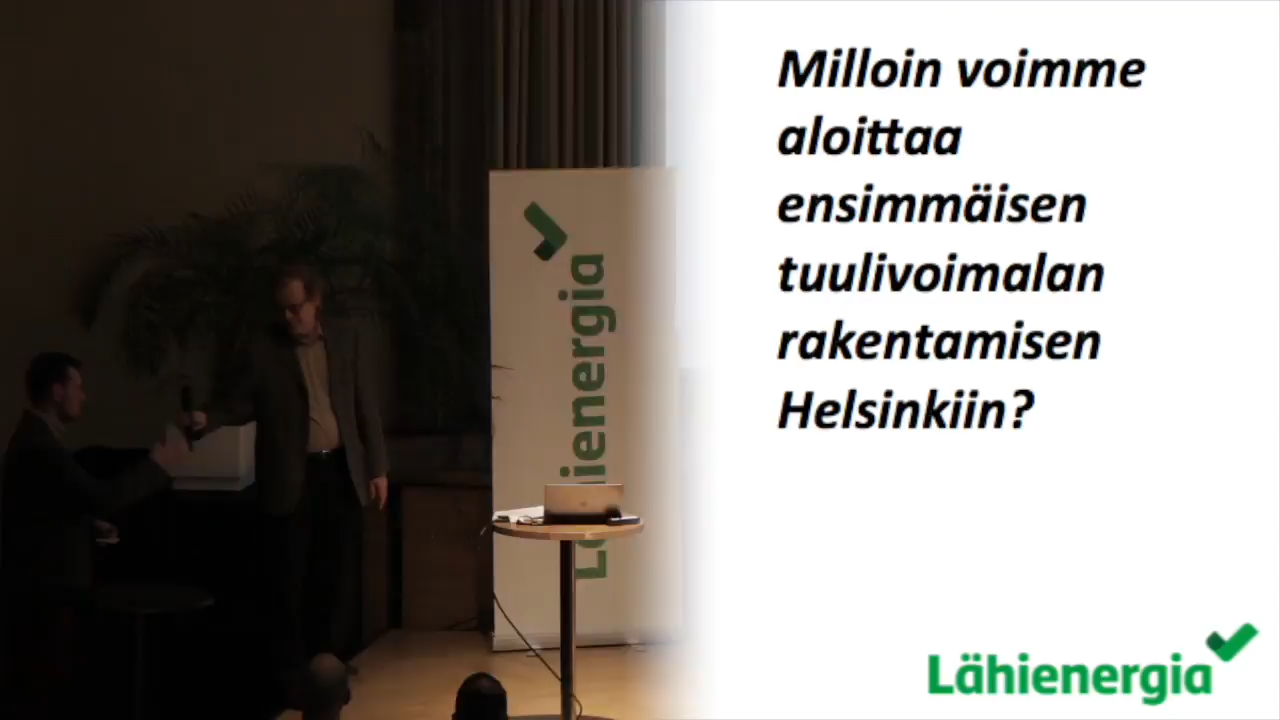 Milloin voimme
aloittaa
ensimmäisen
tuulivoimalan
rakentamisen
Helsinkiin?
Lähienergia
Lähienergia